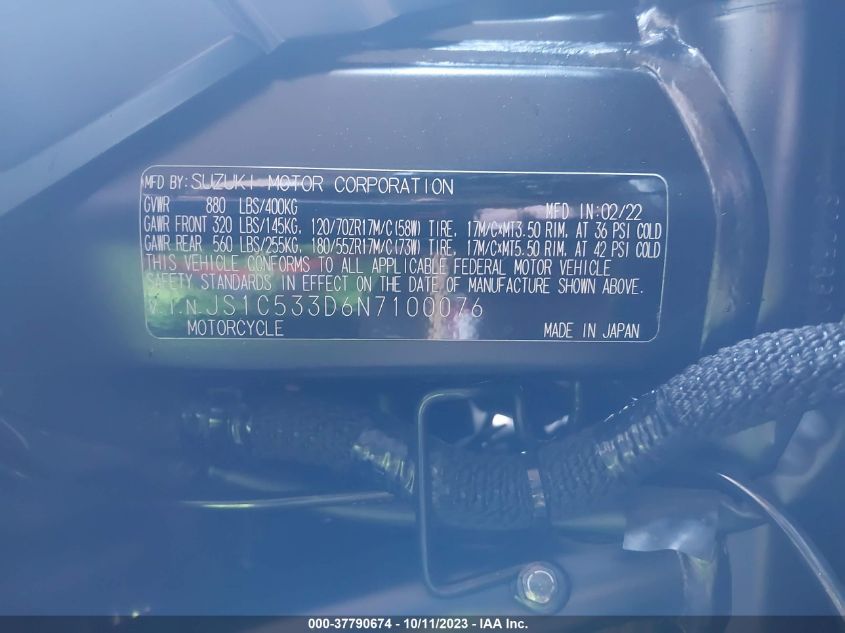 MFD BY: SUZUKI MOTOR CORPORATION
GVWR 880 LBS/400KG MFD IN: 02/22
GAWR FRONT 320 LBS/145KG, 120/70ZR17M/C(58W) TIRE, 17M/C×MT3.50 RIM, AT 36 PSI COLD
GAWR REAR 560 LBS/255KG, 180/55ZR17M/C(73W) TIRE, 17M/C×MT5.50 RIM, AT 42 PSI COLD
THIS VEHICLE CONFORMS TO ALL APPLICABLE FEDERAL MOTOR VEHICLE
SAFETY STANDARDS IN EFFECT ON THE DATE OF MANUFACTURE SHOWN ABOVE.
V.I.N. JS1C533D6N7100076
MOTORCYCLE MADE IN JAPAN
000-37790674 - 10/11/2023 - IAA Inc.